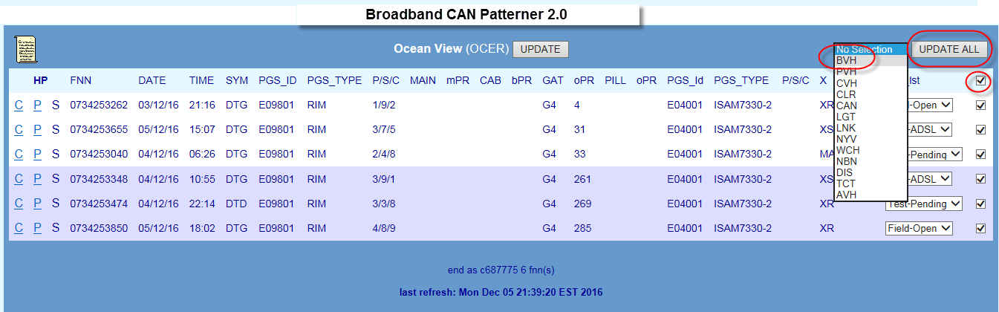 Broadband CAN Patterner 2.0
Ocean View (OCER) UPDATE No Selection UPDATE ALL
BVH
PVH
CVH
CLR
CAN
LGT
LNK
NYV
WCH
NBN
DIS
TCT
AVH
HP FNN DATE TIME SYM PGS_ID PGS_TYPE P/S/C MAIN mPR CAB bPR GAT oPR PILL oPR PGS_Id PGS_TYPE P/S/C X _lst
C P S 0734253262 03/12/16 21:16 DTG E09801 RIM 1/9/2 G4 4 E04001 ISAM7330-2 XR d-Open
C P S 0734253655 05/12/16 15:07 DTG E09801 RIM 3/7/5 G4 31 E04001 ISAM7330-2 XS -ADSL
C P S 0734253040 04/12/16 06:26 DTG E09801 RIM 2/4/8 G4 33 E04001 ISAM7330-2 MA -Pending
C P S 0734253348 04/12/16 10:55 DTG E09801 RIM 3/9/1 G4 261 E04001 ISAM7330-2 XS -ADSL
C P S 0734253474 04/12/16 22:14 DTD E09801 RIM 3/3/8 G4 269 E04001 ISAM7330-2 XR Test-Pending
C P S 0734253850 05/12/16 18:02 DTG E09801 RIM 4/8/9 G4 285 E04001 ISAM7330-2 XR Field-Open
end as c687775 6 fnn(s)
last refresh: Mon Dec 05 21:39:20 EST 2016